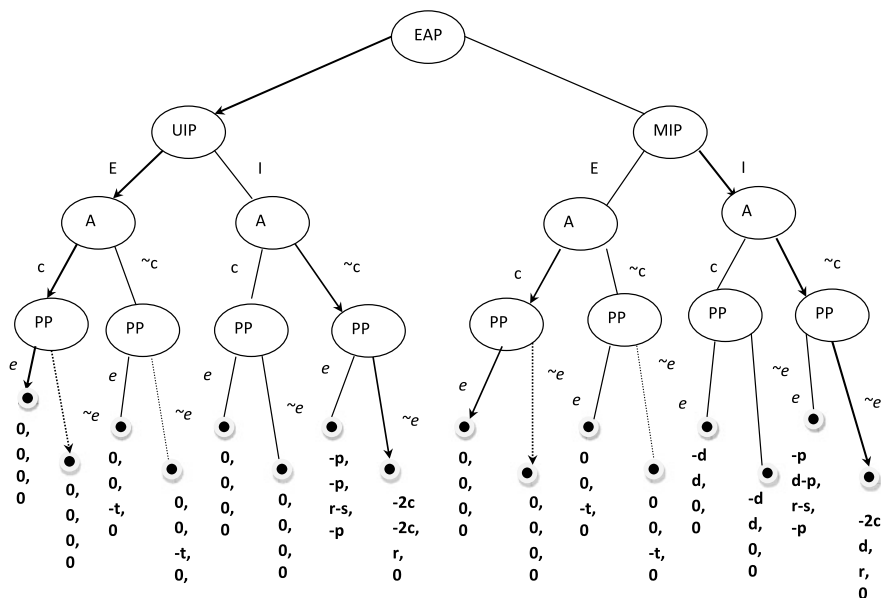 EAP
UIP MIP
E I E I
A A A A
c ~c c ~c c ~c c ~c
PP PP PP PP PP PP PP PP
e ~e e ~e e ~e e ~e e ~e e ~e e ~e e ~e
0,
0,
0,
0
0,
0,
0,
0
0,
0,
-t,
0
0,
0,
-t,
0,
0,
0,
0,
0
0,
0,
0,
0
-p,
-p,
r-s,
-p
-2c
-2c,
r,
0
0,
0,
0,
0
0,
0,
0,
0
0
0,
-t,
0
0
0,
-t,
0
-d
d,
0,
0
-d
d,
0,
0
-p
d-p,
r-s,
-p
-2c
d,
r,
0